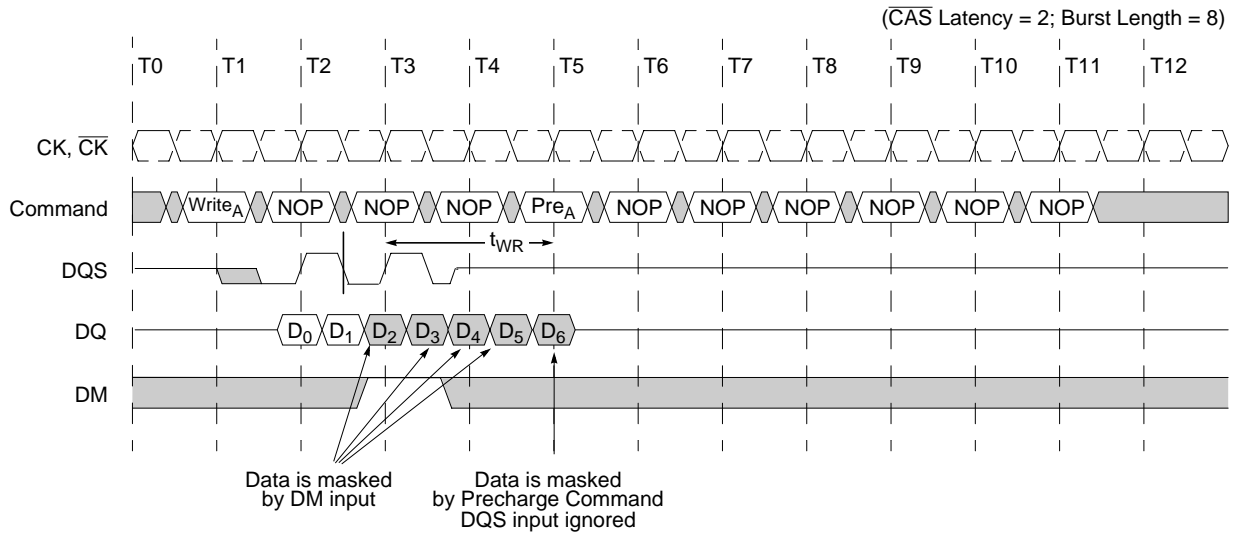 (CAS Latency = 2; Burst Length = 8)
T0 T1 T2 T3 T4 T5 T6 T7 T8 T9 T10 T11 T12
CK, CK
Command WriteA NOP NOP NOP PreA NOP NOP NOP NOP NOP NOP
tWR
DQS
DQ D0 D1 D2 D3 D4 D5 D6
DM
Data is masked
by DM input
Data is masked
by Precharge Command
DQS input ignored